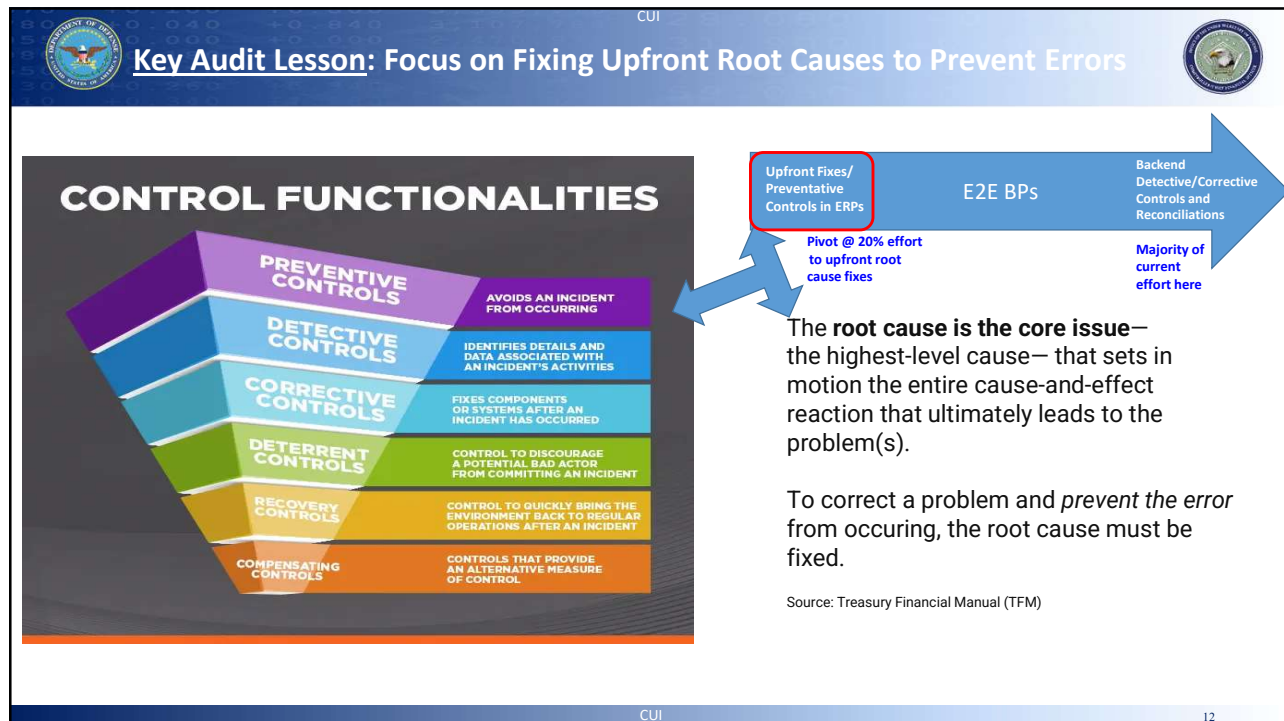 CUI
Key Audit Lesson: Focus on Fixing Upfront Root Causes to Prevent Errors
CONTROL FUNCTIONALITIES
PREVENTIVE
CONTROLS
AVOIDS AN INCIDENT
FROM OCCURRING
DETECTIVE
CONTROLS
IDENTIFIES DETAILS AND
DATA ASSOCIATED WITH
AN INCIDENT'S ACTIVITIES
CORRECTIVE
CONTROLS
FIXES COMPONENTS
OR SYSTEMS AFTER AN
INCIDENT HAS OCCURRED
DETERRENT
CONTROLS
CONTROL TO DISCOURAGE
A POTENTIAL BAD ACTOR
FROM COMMITTING AN INCIDENT
RECOVERY
CONTROLS
CONTROL TO QUICKLY BRING THE
ENVIRONMENT BACK TO REGULAR
OPERATIONS AFTER AN INCIDENT
COMPENSATING
CONTROLS
CONTROLS THAT PROVIDE
AN ALTERNATIVE MEASURE
OF CONTROL
Upfront Fixes/
Preventative
Controls in ERPs
E2E BPs
Backend
Detective/Corrective
Controls and
Reconciliations
Pivot @ 20% effort
to upfront root
cause fixes
Majority of
current
effort here
The root cause is the core issue—
the highest-level cause— that sets in
motion the entire cause-and-effect
reaction that ultimately leads to the
problem(s).
To correct a problem and prevent the error
from occuring, the root cause must be
fixed.
Source: Treasury Financial Manual (TFM)
CUI
12